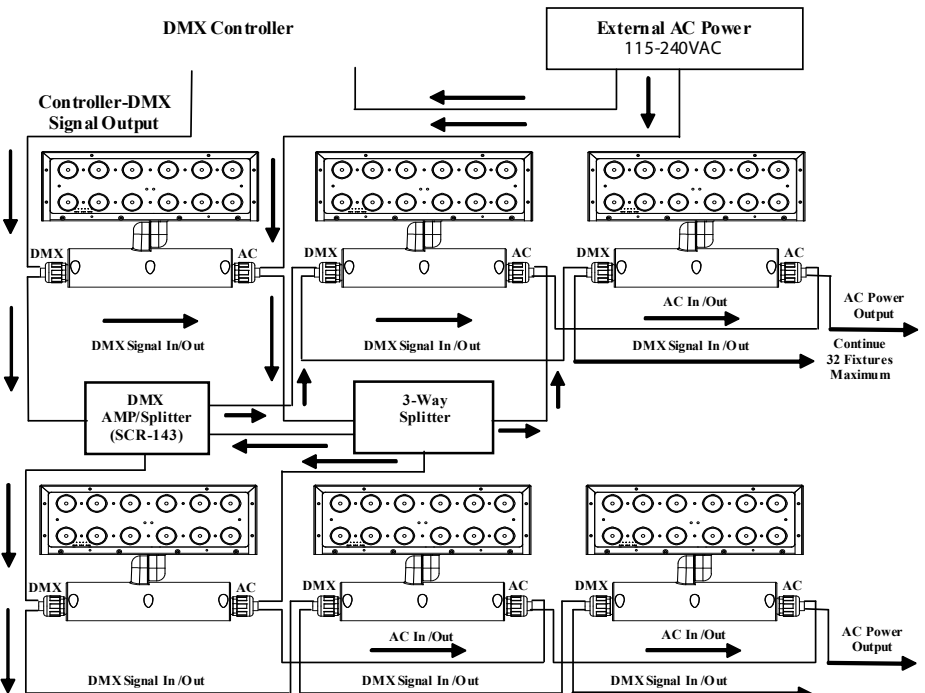 DMX Controller
External AC Power
115-240VAC
Controller-DMX
Signal Output
DMX
AC
DMX
AC
DMX
AC
AC In /Out
AC Power
Output
DMX Signal In/Out
DMX Signal In /Out
DMX Signal In /Out
Continue
32 Fixtures
Maximum
DMX
AMP/Splitter
(SCR-143)
3-Way
Splitter
DMX
AC
DMX
AC
DMX
AC
AC In /Out
AC In /Out
AC Power
Output
DMX Signal In /Out
DMX Signal In /Out
DMX Signal In /Out